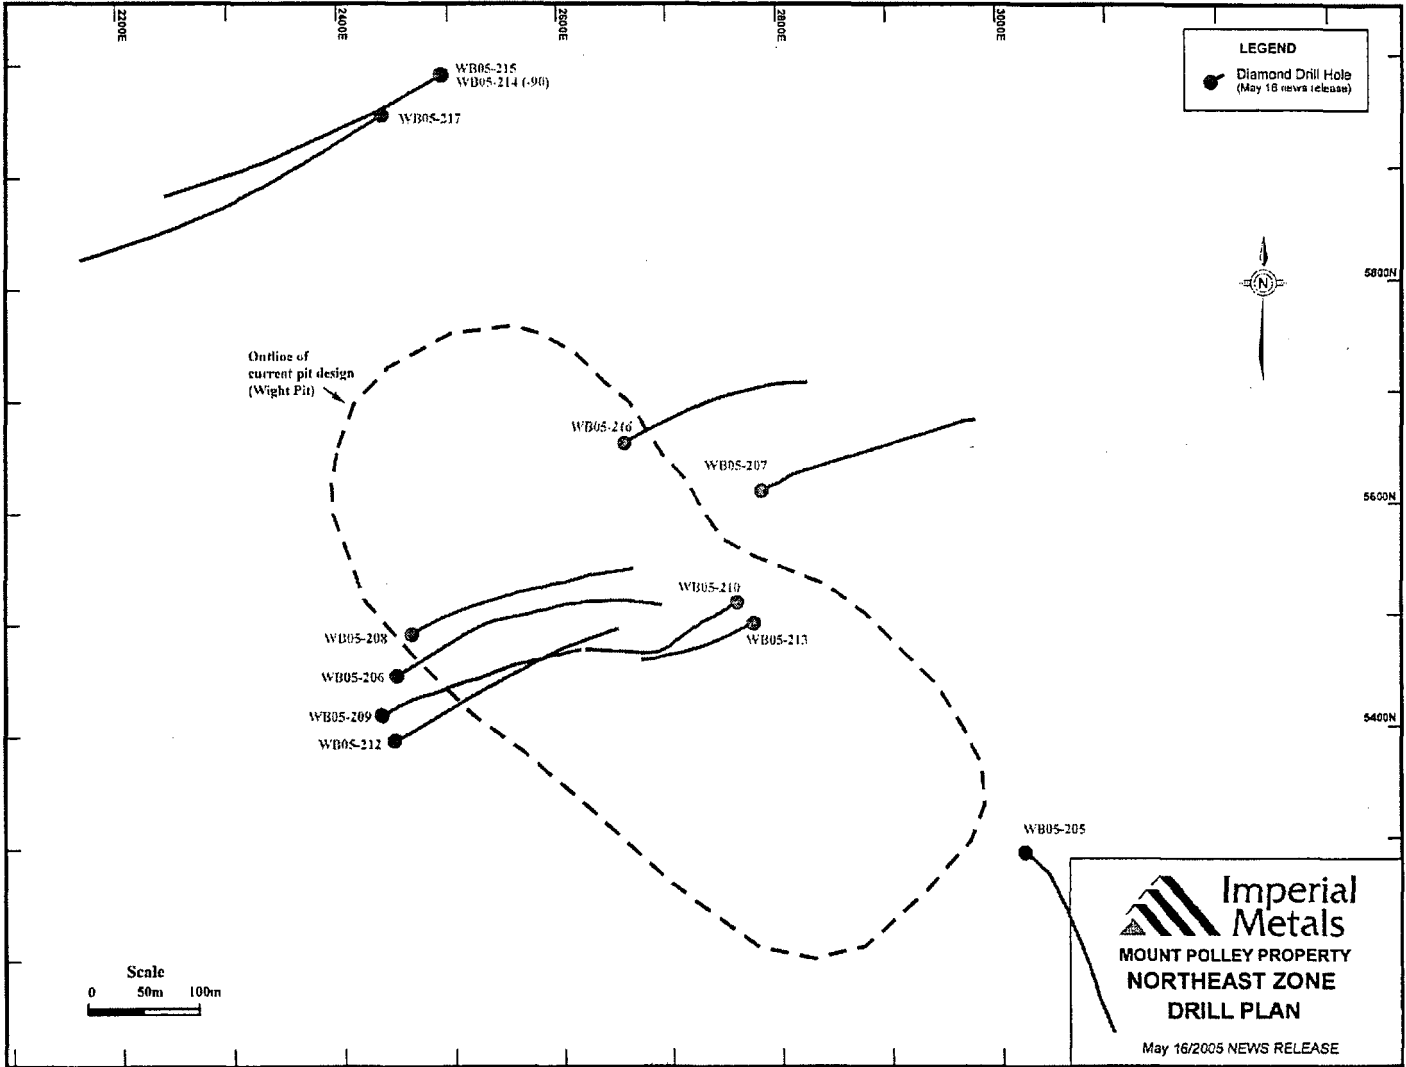 2200E
2400E
2600E
2800E
3000E
LEGEND
Diamond Drill Hole
(May 16 news release)
WB05-215
WB05-214 (-90)
WB05-217
N
5800N
Outline of
current pit design
(Wight Pit)
WB05-216
WB05-207
5600N
WB05-210
WB05-208
WB05-213
WB05-206
WB05-209
WB05-212
5400N
WB05-205
Imperial
Metals
MOUNT POLLEY PROPERTY
NORTHEAST ZONE
DRILL PLAN
May 16/2005 NEWS RELEASE
Scale
0 50m 100m